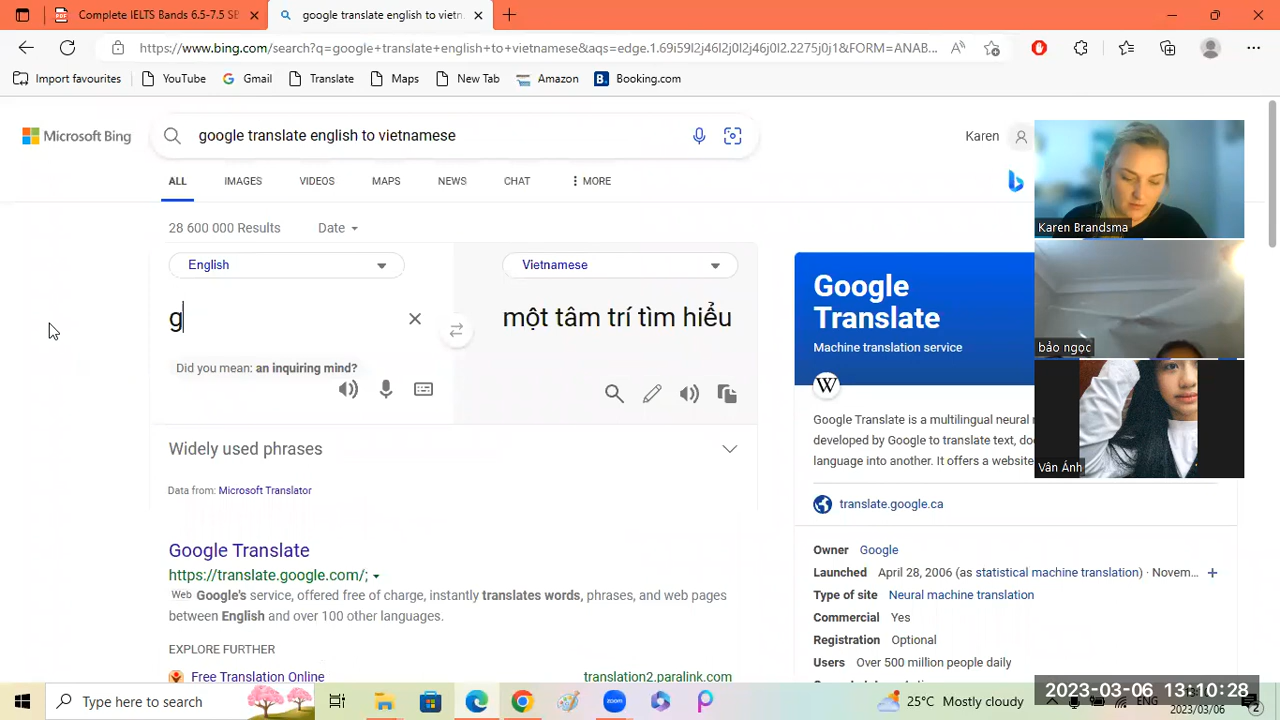 Complete IELTS Bands 6.5-7.5 SB
google translate english to vietn
https://www.bing.com/search?q=google+translate+english+to+vietnamese&aqs=edge.1.69i59l2j46l2j0l2j46j0l2.2275j0j1&FORM=ANAB...
Import favourites YouTube Gmail Translate Maps New Tab Amazon Booking.com
Microsoft Bing
google translate english to vietnamese
Karen
ALL IMAGES VIDEOS MAPS NEWS CHAT MORE
28 600 000 Results Date
English
Vietnamese
g
một tâm trí tìm hiểu
Did you mean: an inquiring mind?
Widely used phrases
Data from: Microsoft Translator
Google Translate
https://translate.google.com/;
Web Google's service, offered free of charge, instantly translates words, phrases, and web pages
between English and over 100 other languages.
EXPLORE FURTHER
Free Translation Online
translation2.paralink.com
Google
Translate
Machine translation service
W
Google Translate is a multilingual neural
developed by Google to translate text,
language into another. It offers a website
translate.google.ca
Owner Google
Launched April 28, 2006 (as statistical machine translation) · Novem...
Type of site Neural machine translation
Commercial Yes
Registration Optional
Users Over 500 million people daily
Karen Brandsma
bảo ngọc
Vân Ánh
Type here to search
zoom
25°C Mostly cloudy
ENG
2023-03-06 13:10:28
2023/03/06
2